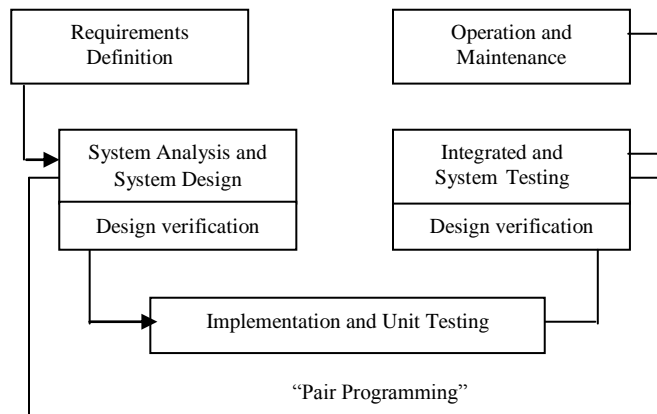 Requirements
Definition
Operation and
Maintenance
System Analysis and
System Design
Design verification
Integrated and
System Testing
Design verification
Implementation and Unit Testing
“Pair Programming”